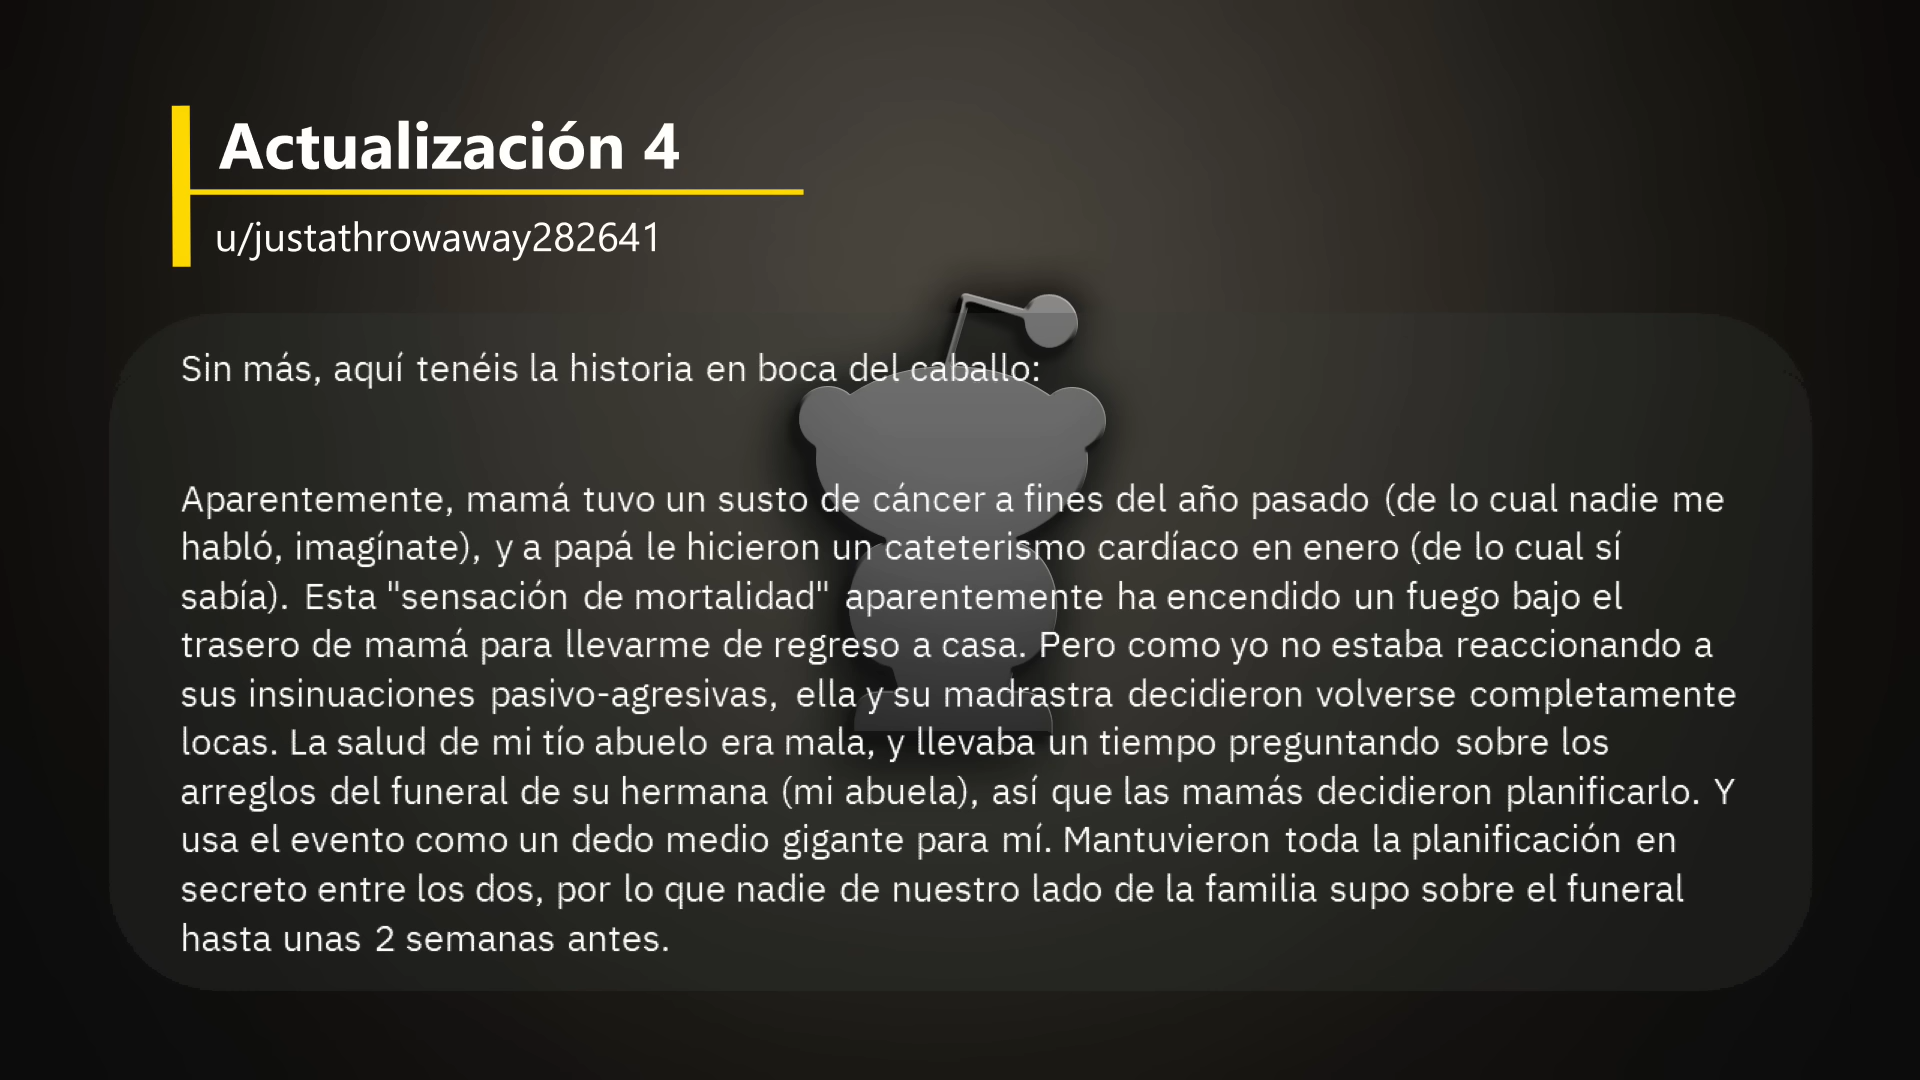 Actualización 4
u/justathrowaway282641
Sin más, aquí tenéis la historia en boca del caballo:
Aparentemente, mamá tuvo un susto de cáncer a fines del año pasado (de lo cual nadie me
habló, imagínate), y a papá le hicieron un cateterismo cardíaco en enero (de lo cual sí
sabía). Esta "sensación de mortalidad" aparentemente ha encendido un fuego bajo el
trasero de mamá para llevarme de regreso a casa. Pero como yo no estaba reaccionando a
sus insinuaciones pasivo-agresivas, ella y su madrastra decidieron volverse completamente
locas. La salud de mi tío abuelo era mala, y llevaba un tiempo preguntando sobre los
arreglos del funeral de su hermana (mi abuela), así que las mamás decidieron planificarlo. Y
usa el evento como un dedo medio gigante para mí. Mantuvieron toda la planificación en
secreto entre los dos, por lo que nadie de nuestro lado de la familia supo sobre el funeral
hasta unas 2 semanas antes.